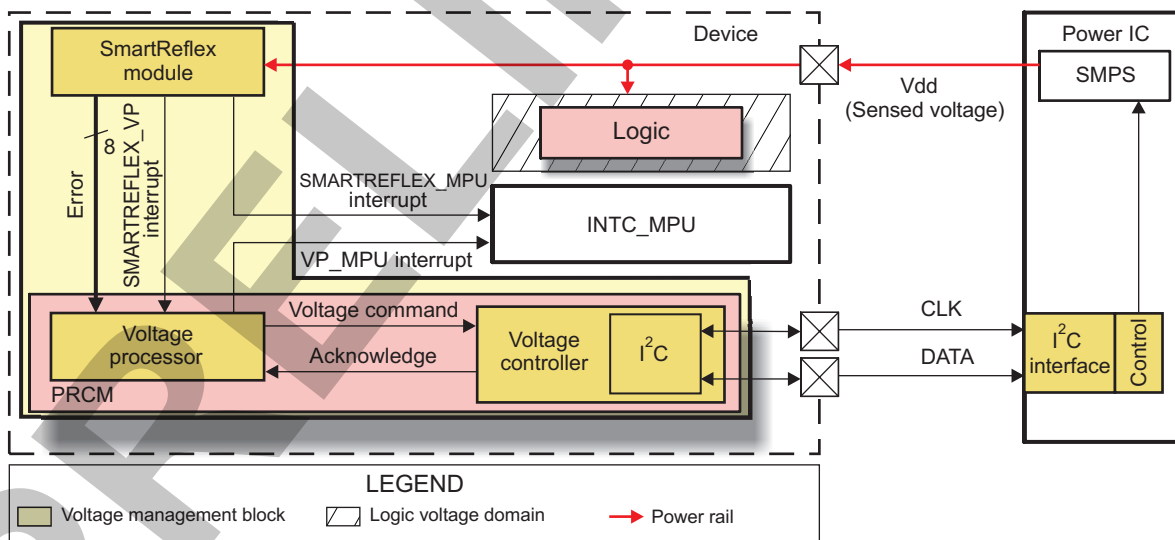 SmartReflex
module
Device
Power IC
SMPS
Vdd
(Sensed voltage)
Logic
8
Error
SMARTREFLEX_VP
interrupt
SMARTREFLEX_MPU
interrupt
INTC_MPU
VP_MPU interrupt
Voltage
processor
Voltage command
Acknowledge
Voltage
controller
I²C
PRCM
CLK
DATA
I²C
interface
Control
LEGEND
Voltage management block
Logic voltage domain
Power rail
PRELI